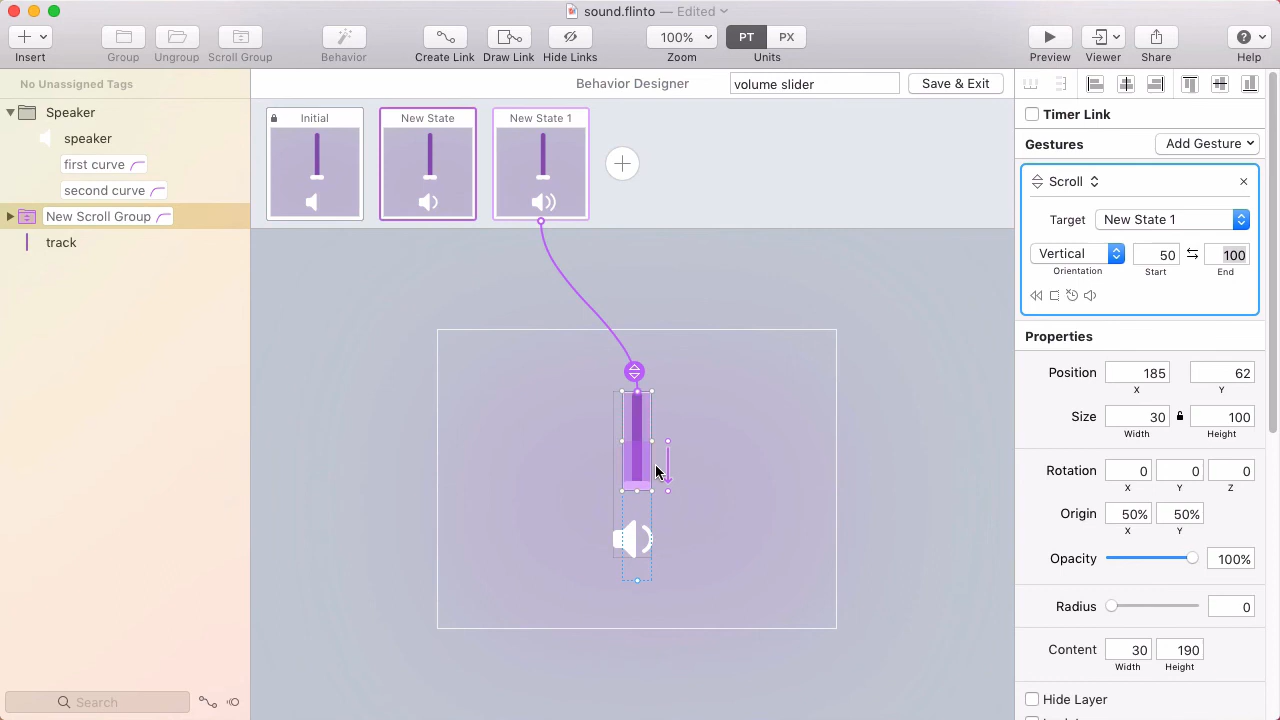 sound.flinto — Edited
Insert
Group
Ungroup
Scroll Group
Behavior
Create Link
Draw Link
Hide Links
100%
Zoom
PT
PX
Units
Preview
Viewer
Share
Help
No Unassigned Tags
Behavior Designer
volume slider
Save & Exit
Speaker
speaker
first curve
second curve
New Scroll Group
track
Initial
New State
New State 1
Timer Link
Gestures
Add Gesture
Scroll
Target
New State 1
Vertical
50
100
Orientation
Start
End
Properties
Position
185
62
X
Y
Size
30
100
Width
Height
Rotation
0
0
0
X
Y
Z
Origin
50%
50%
X
Y
Opacity
100%
Radius
0
Content
30
190
Width
Height
Hide Layer
Search